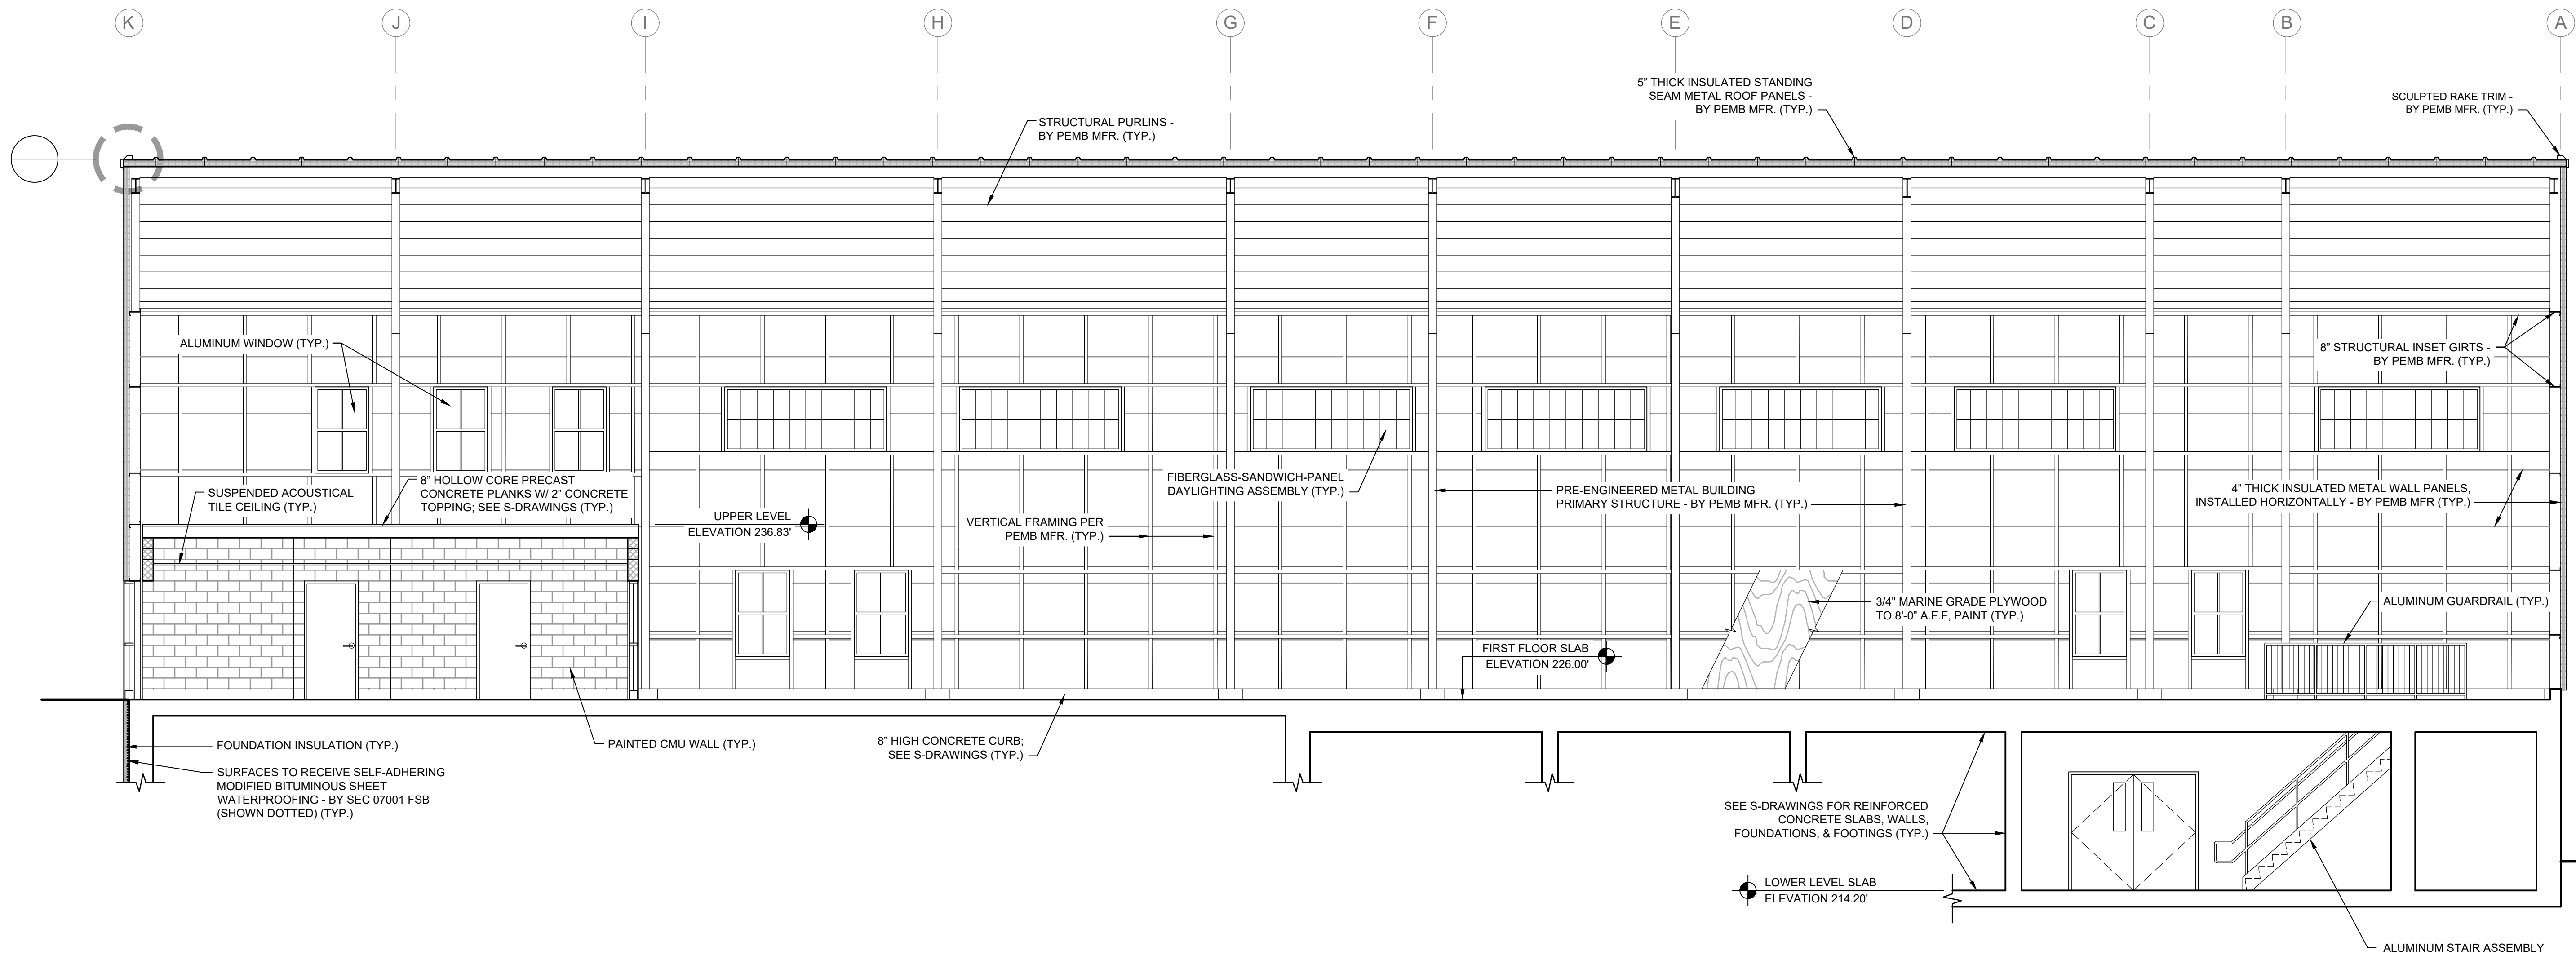 K
J
I
H
G
F
E
D
C
B
A
5” THICK INSULATED STANDING
SEAM METAL ROOF PANELS -
BY PEMB MFR. (TYP.)
SCULPTED RAKE TRIM -
BY PEMB MFR. (TYP.)
STRUCTURAL PURLINS -
BY PEMB MFR. (TYP.)
ALUMINUM WINDOW (TYP.)
8” STRUCTURAL INSET GIRTS -
BY PEMB MFR. (TYP.)
SUSPENDED ACOUSTICAL
TILE CEILING (TYP.)
8” HOLLOW CORE PRECAST
CONCRETE PLANKS W/ 2” CONCRETE
TOPPING; SEE S-DRAWINGS (TYP.)
UPPER LEVEL
ELEVATION 236.83'
VERTICAL FRAMING PER
PEMB MFR. (TYP.)
FIBERGLASS-SANDWICH-PANEL
DAYLIGHTING ASSEMBLY (TYP.)
PRE-ENGINEERED METAL BUILDING
PRIMARY STRUCTURE - BY PEMB MFR. (TYP.)
4” THICK INSULATED METAL WALL PANELS,
INSTALLED HORIZONTALLY - BY PEMB MFR (TYP.)
3/4" MARINE GRADE PLYWOOD
TO 8'-0" A.F.F, PAINT (TYP.)
ALUMINUM GUARDRAIL (TYP.)
FIRST FLOOR SLAB
ELEVATION 226.00'
FOUNDATION INSULATION (TYP.)
SURFACES TO RECEIVE SELF-ADHERING
MODIFIED BITUMINOUS SHEET
WATERPROOFING - BY SEC 07001 FSB
(SHOWN DOTTED) (TYP.)
PAINTED CMU WALL (TYP.)
8” HIGH CONCRETE CURB;
SEE S-DRAWINGS (TYP.)
SEE S-DRAWINGS FOR REINFORCED
CONCRETE SLABS, WALLS,
FOUNDATIONS, & FOOTINGS (TYP.)
LOWER LEVEL SLAB
ELEVATION 214.20'
ALUMINUM STAIR ASSEMBLY